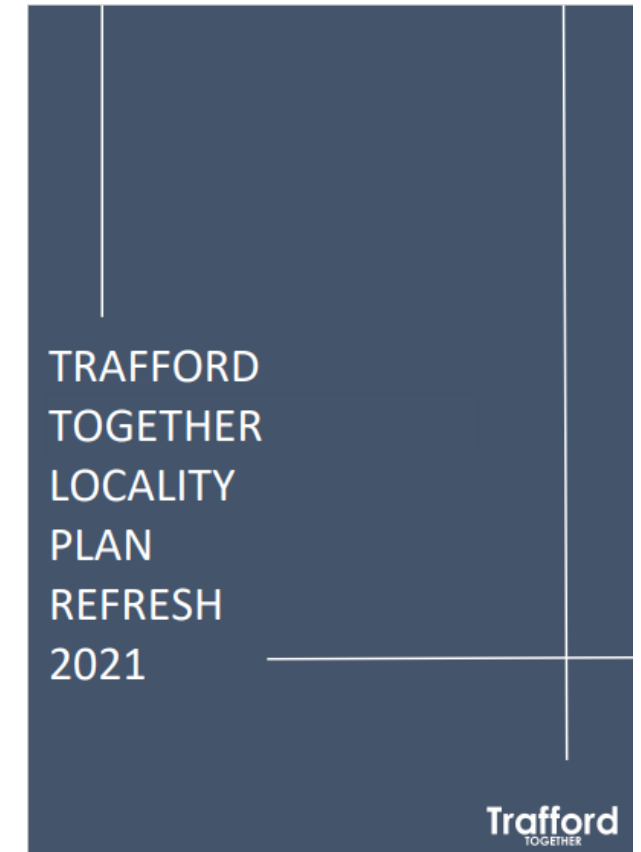 TRAFFORD
TOGETHER
LOCALITY
PLAN
REFRESH
2021
Trafford
TOGETHER